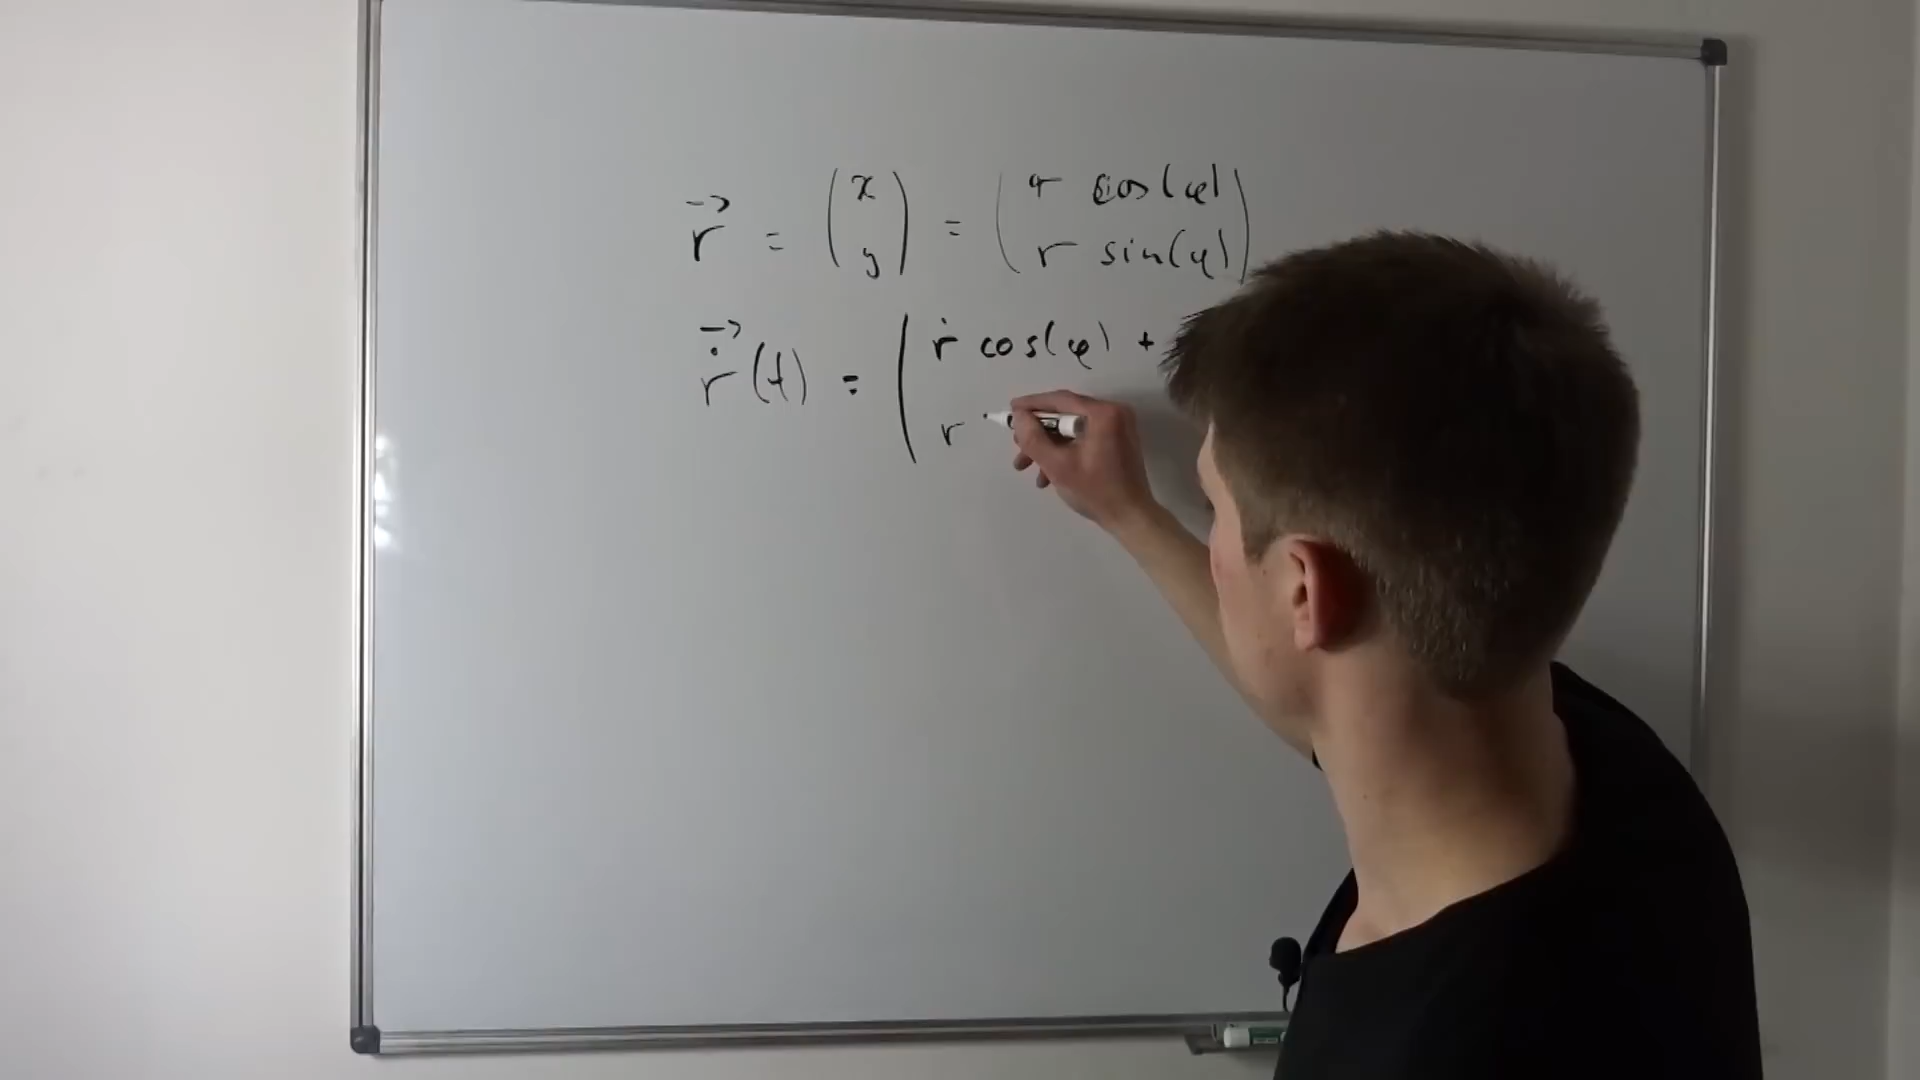 r⃗ = (x y) = (r cos(φ) r sin(φ))
ṙ⃗(t) = (ṙ cos(φ) +
r